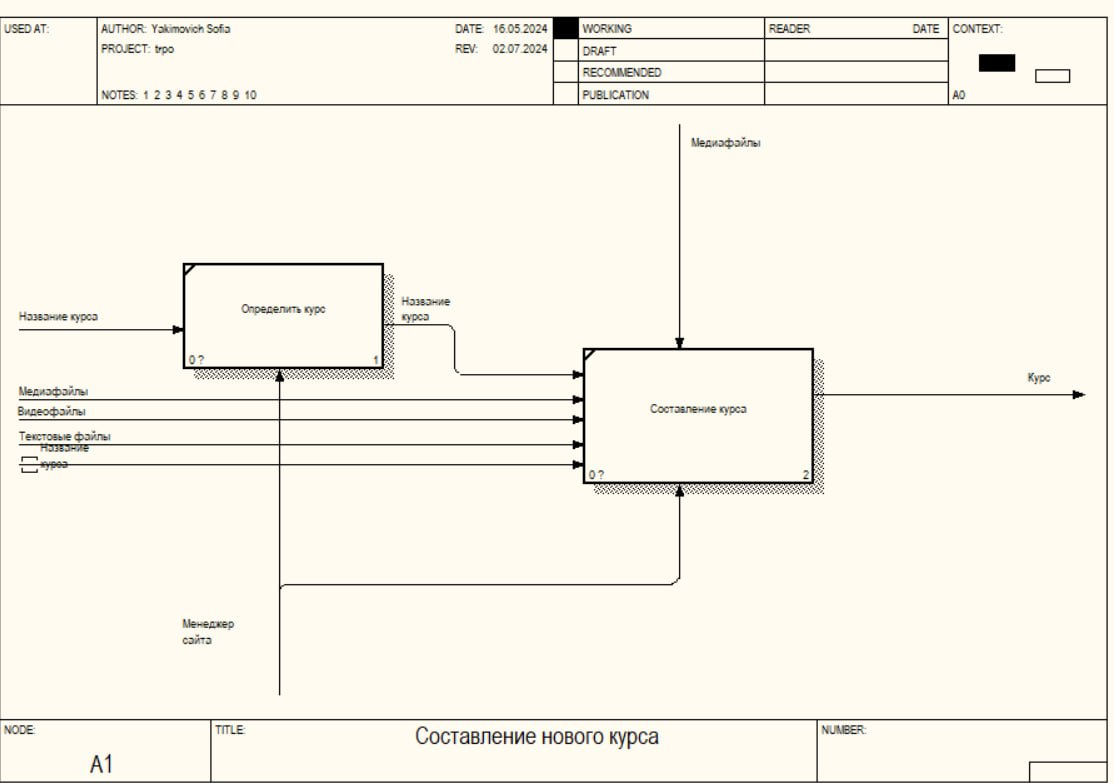 USED AT:
AUTHOR: Yakimovich Sofia
DATE: 16.05.2024
PROJECT: trpo
REV: 02.07.2024
NOTES: 1 2 3 4 5 6 7 8 9 10
WORKING
DRAFT
RECOMMENDED
PUBLICATION
READER
DATE
CONTEXT:
A0
Медиафайлы
Название курса
Определить курс
0 ?
1
Название
курса
Медиафайлы
Видеофайлы
Текстовые файлы
Название
курса
Составление курса
0 ?
2
Курс
Менеджер
сайта
NODE:
A1
TITLE:
Составление нового курса
NUMBER: